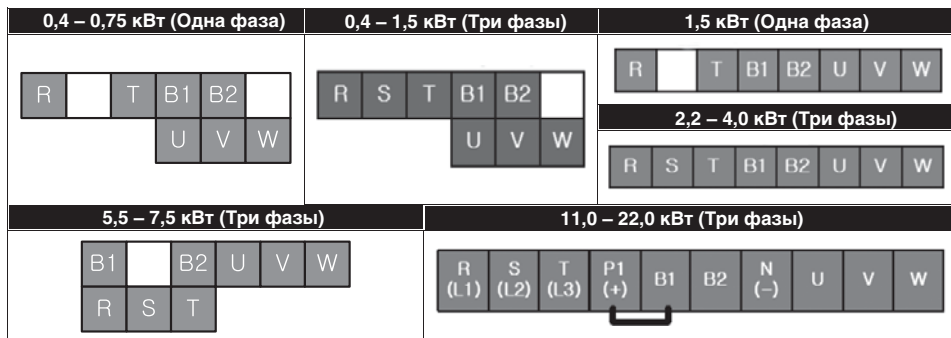 0,4 – 0,75 кВт (Одна фаза)
R T B1 B2
U V W
0,4 – 1,5 кВт (Три фазы)
R S T B1 B2
U V W
1,5 кВт (Одна фаза)
R T B1 B2 U V W
2,2 – 4,0 кВт (Три фазы)
R S T B1 B2 U V W
5,5 – 7,5 кВт (Три фазы)
B1 B2 U V W
R S T
11,0 – 22,0 кВт (Три фазы)
R S T P1 B1 B2 N U V W
(L1) (L2) (L3) (+) (–)